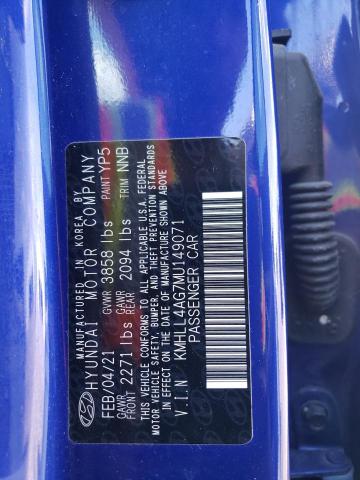 MANUFACTURED IN KOREA BY
HYUNDAI MOTOR COMPANY
FEB/04/21 GVWR 3858 lbs PAINT YP5
GAWR FRONT 2271 lbs GAWR REAR 2094 lbs TRIM NNB
THIS VEHICLE CONFORMS TO ALL APPLICABLE U.S.A. FEDERAL
MOTOR VEHICLE SAFETY, BUMPER, AND THEFT PREVENTION STANDARDS
IN EFFECT ON THE DATE OF MANUFACTURE SHOWN ABOVE.
V.I.N KMHLL4AG7MU149071
PASSENGER CAR